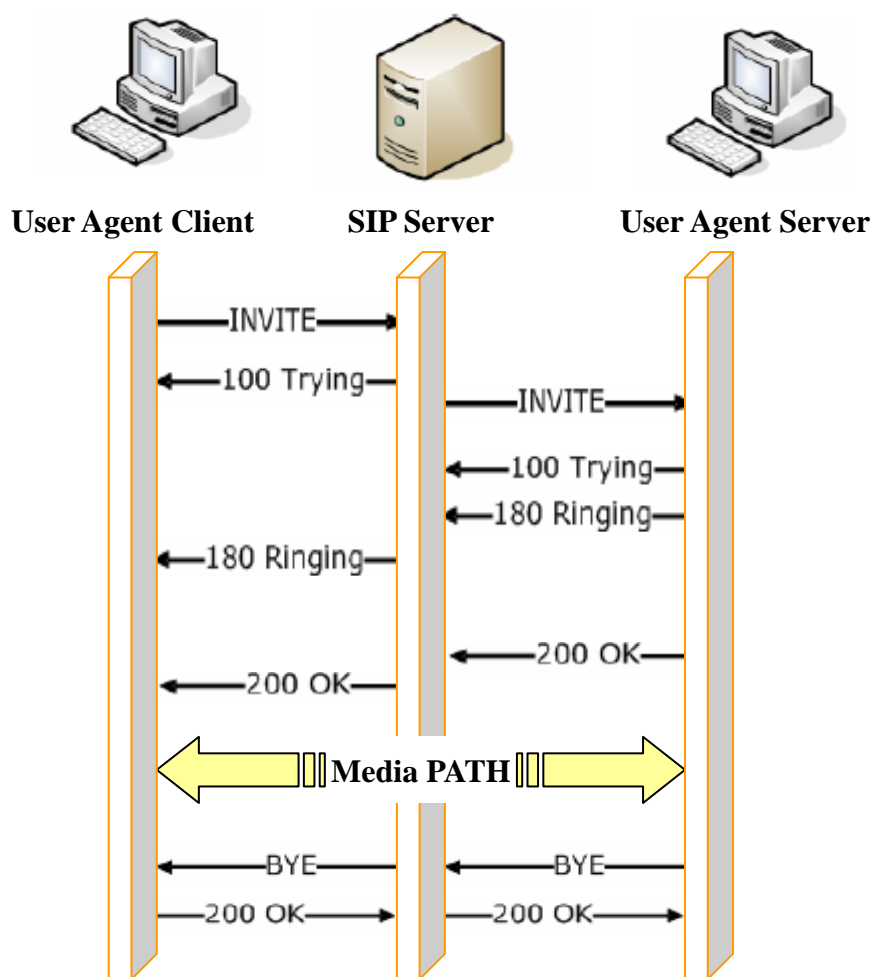 User Agent Client SIP Server User Agent Server
INVITE
100 Trying
INVITE
100 Trying
180 Ringing
180 Ringing
200 OK
200 OK
Media PATH
BYE BYE
200 OK 200 OK